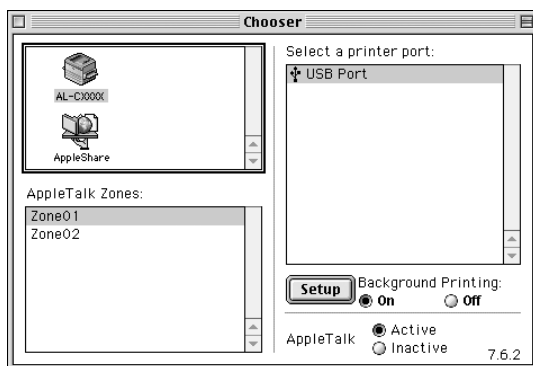 Chooser
AL-CXXXX
AppleShare
AppleTalk Zones:
Zone01
Zone02
Select a printer port:
USB Port
Setup
Background Printing:
On Off
AppleTalk
Active
Inactive
7.6.2